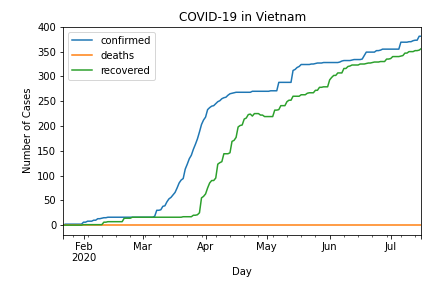 COVID-19 in Vietnam
confirmed
deaths
recovered
Number of Cases
400
350
300
250
200
150
100
50
0
Feb
2020
Mar
Apr
May
Jun
Jul
Day